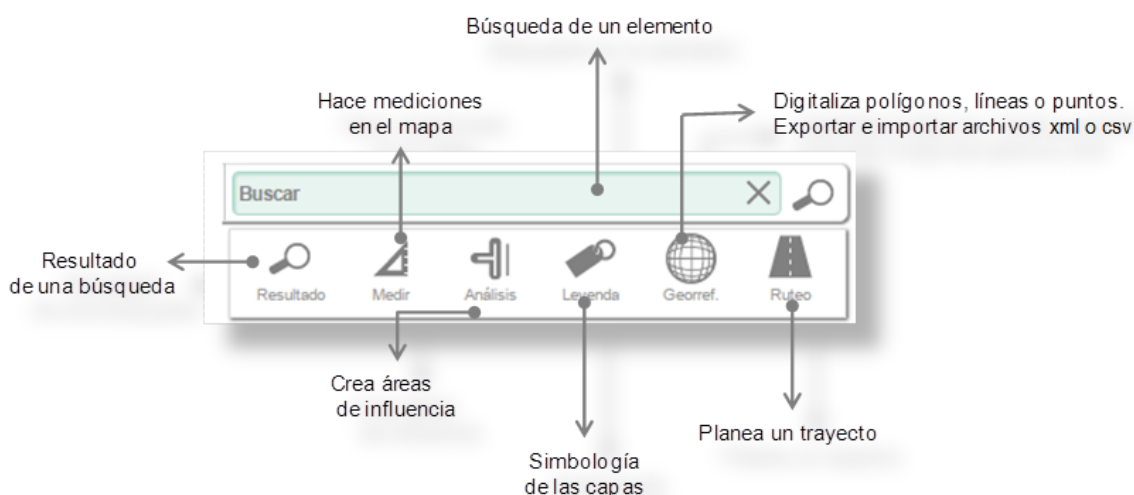 Búsqueda de un elemento
Hace mediciones
en el mapa
Digitaliza polígonos, líneas o puntos.
Exportar e importar archivos xml o csv
Buscar
Resultado
de una búsqueda
Resultado
Medir
Análisis
Leyenda
Georref.
Ruteo
Crea áreas
de influencia
Planea un trayecto
Simbología
de las capas